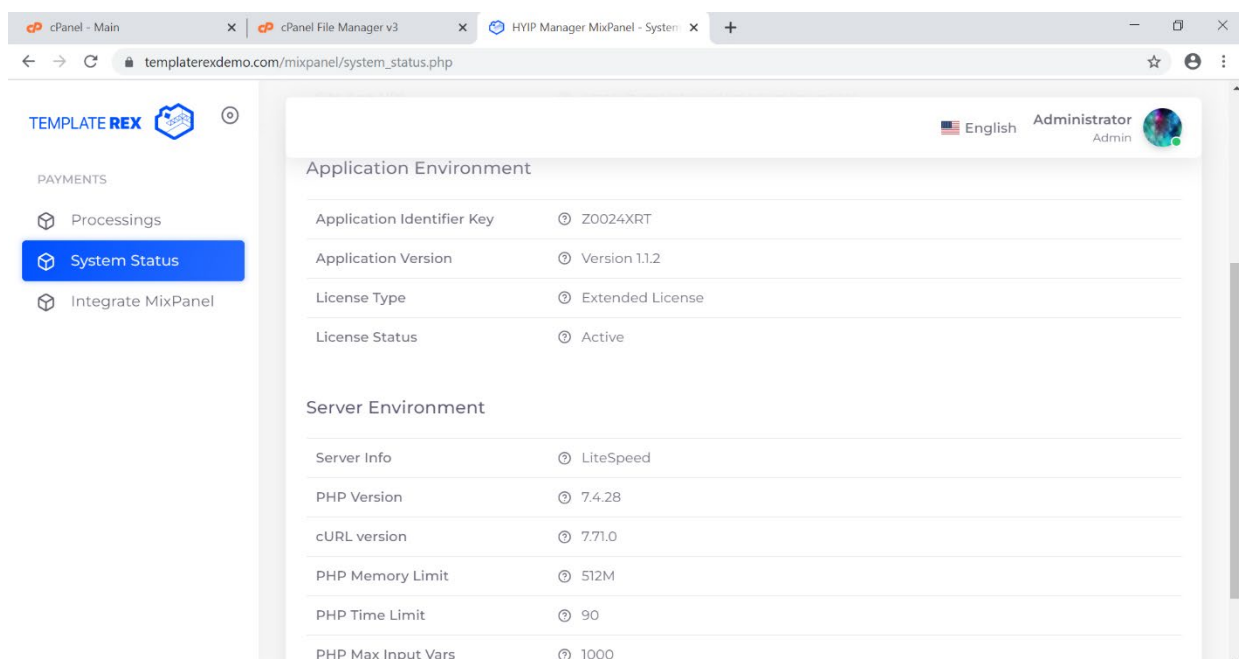 cPanel - Main
cPanel File Manager v3
HYIP Manager MixPanel - System
templaterexdemo.com/mixpanel/system_status.php
TEMPLATE REX
English
Administrator
Admin
PAYMENTS
Processings
System Status
Integrate MixPanel
Application Environment
Application Identifier Key Z0024XRT
Application Version Version 1.1.2
License Type Extended License
License Status Active
Server Environment
Server Info LiteSpeed
PHP Version 7.4.28
cURL version 7.71.0
PHP Memory Limit 512M
PHP Time Limit 90
PHP Max Input Vars 1000